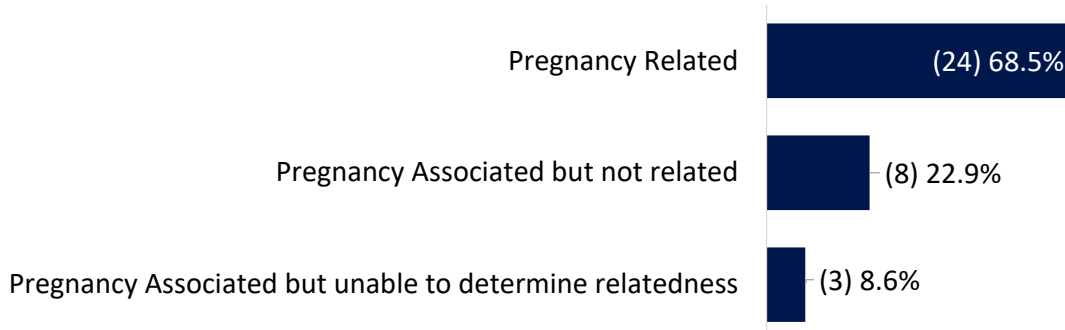 Pregnancy Related (24) 68.5%
Pregnancy Associated but not related (8) 22.9%
Pregnancy Associated but unable to determine relatedness (3) 8.6%